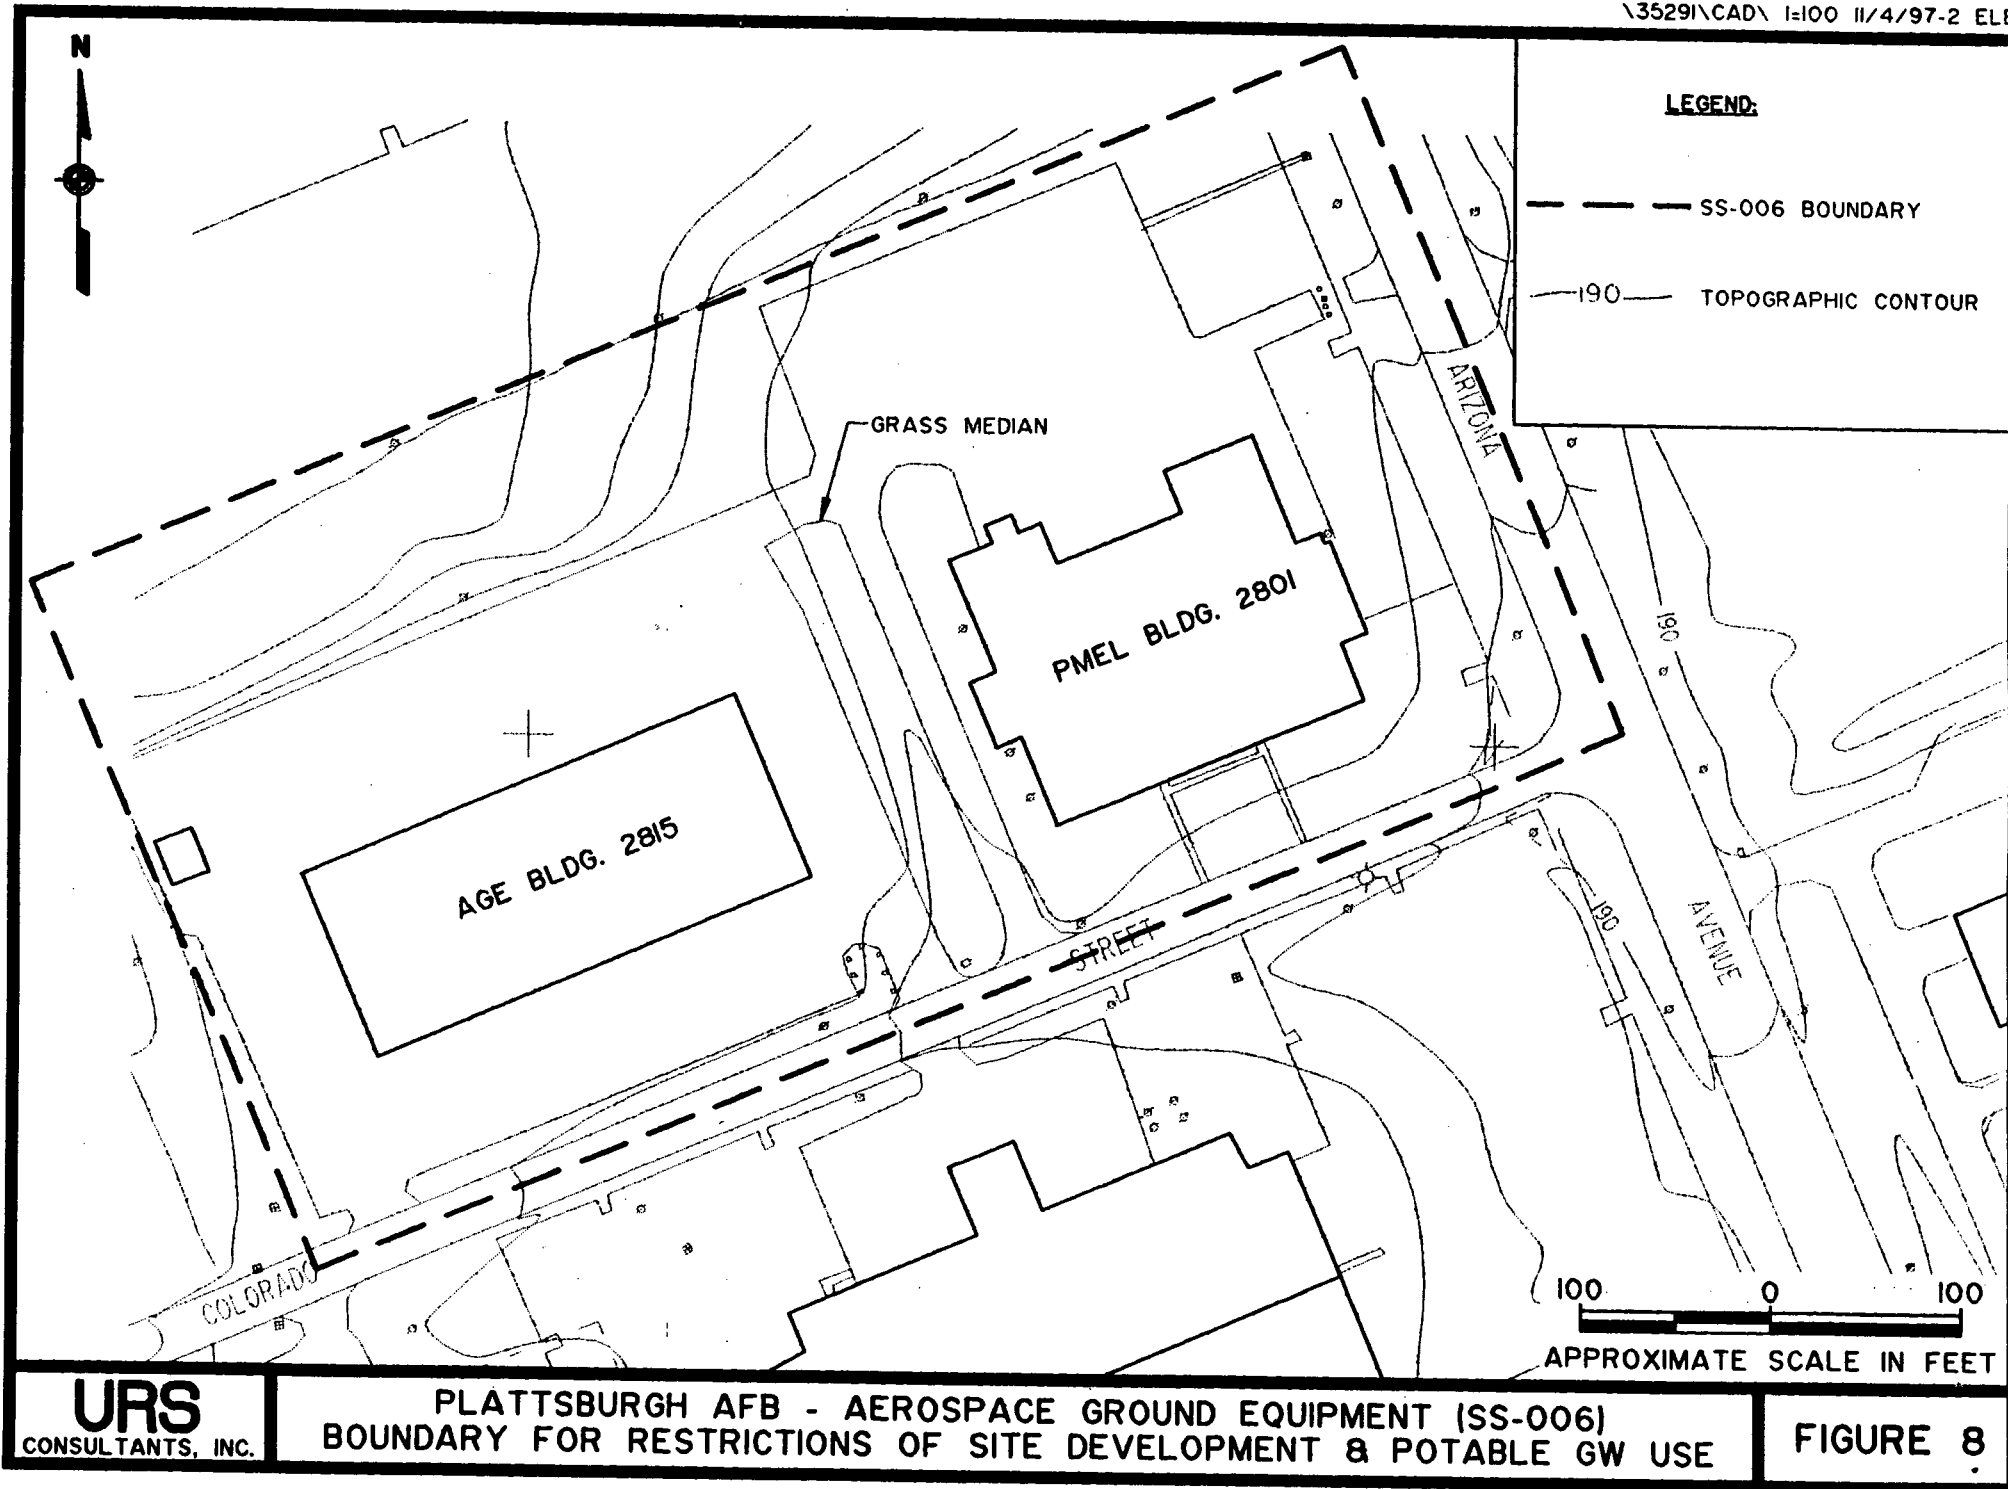 \35291\CAD\ 1=100 11/4/97-2
N
LEGEND:
SS-006 BOUNDARY
190 TOPOGRAPHIC CONTOUR
ARIZONA
GRASS MEDIAN
PMEL BLDG. 2801
190
AGE BLDG. 2815
190
AVENUE
STREET
COLORADO
100 0 100
APPROXIMATE SCALE IN FEET
URS
CONSULTANTS, INC.
PLATTSBURGH AFB - AEROSPACE GROUND EQUIPMENT (SS-006)
BOUNDARY FOR RESTRICTIONS OF SITE DEVELOPMENT & POTABLE GW USE
FIGURE 8